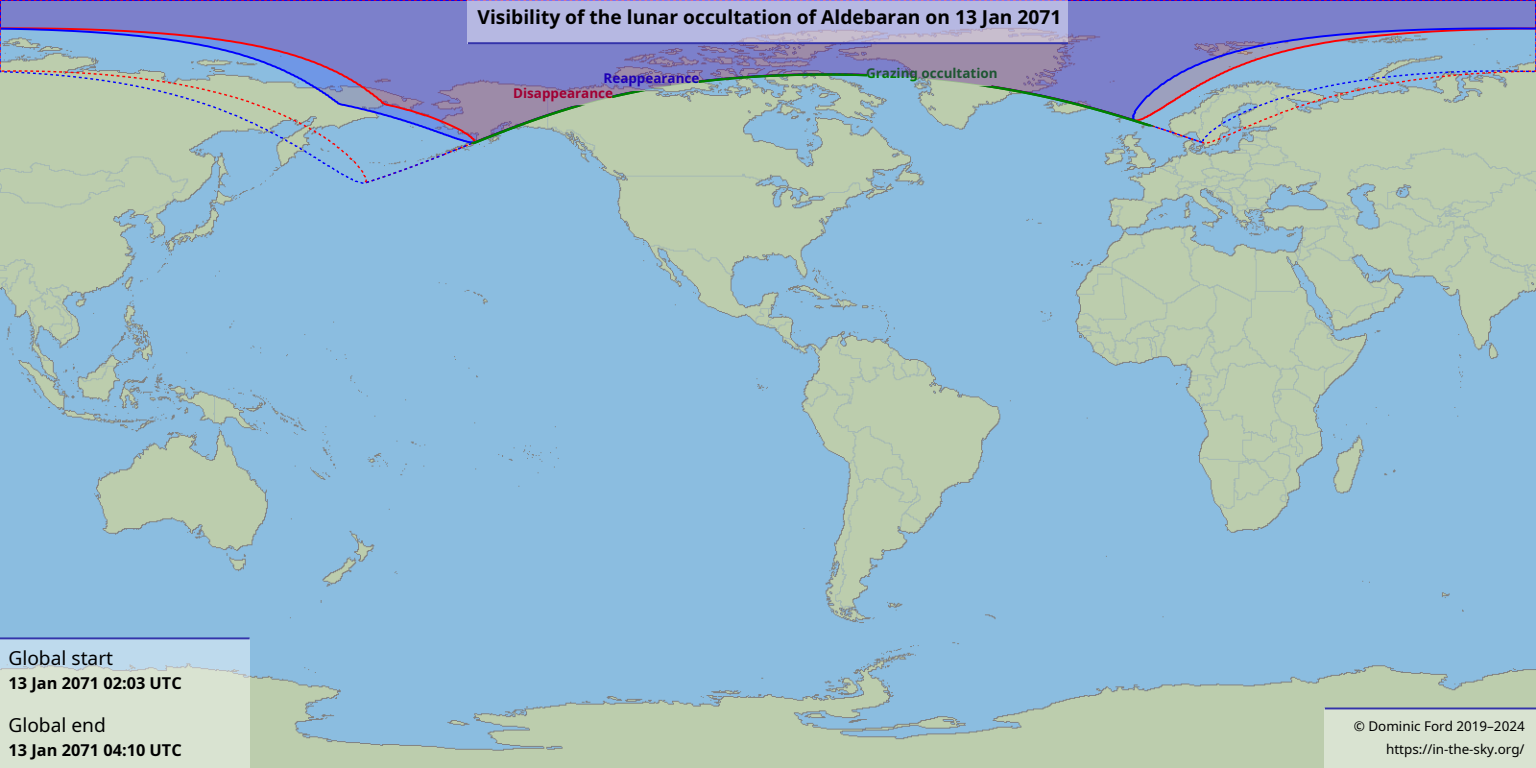 Visibility of the lunar occultation of Aldebaran on 13 Jan 2071
Grazing occultation
Reappearance
Disappearance
Global start
13 Jan 2071 02:03 UTC
Global end
13 Jan 2071 04:10 UTC
© Dominic Ford 2019–2024
https://in-the-sky.org/